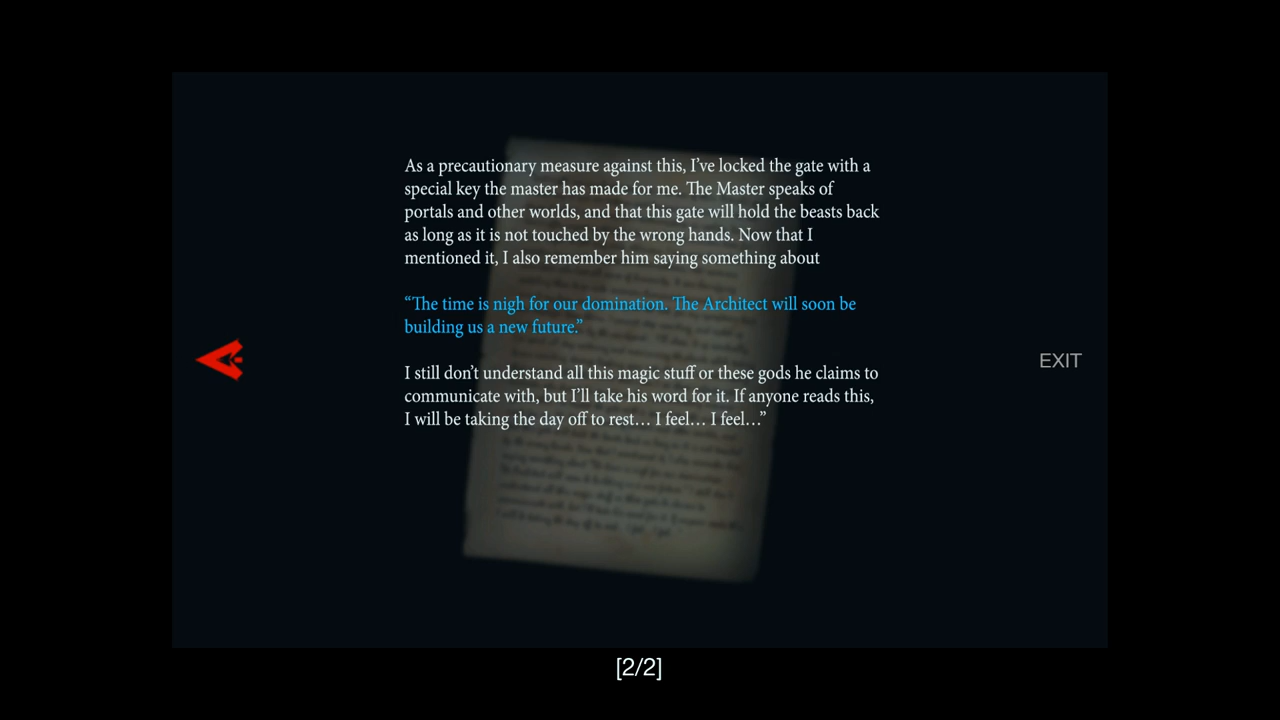 As a precautionary measure against this, I've locked the gate with a
special key the master has made for me. The Master speaks of
portals and other worlds, and that this gate will hold the beasts back
as long as it is not touched by the wrong hands. Now that I
mentioned it, I also remember him saying something about
“The time is nigh for our domination. The Architect will soon be
building us a new future.”
I still don't understand all this magic stuff or these gods he claims to
communicate with, but I'll take his word for it. If anyone reads this,
I will be taking the day off to rest… I feel… I feel…”
EXIT
[2/2]